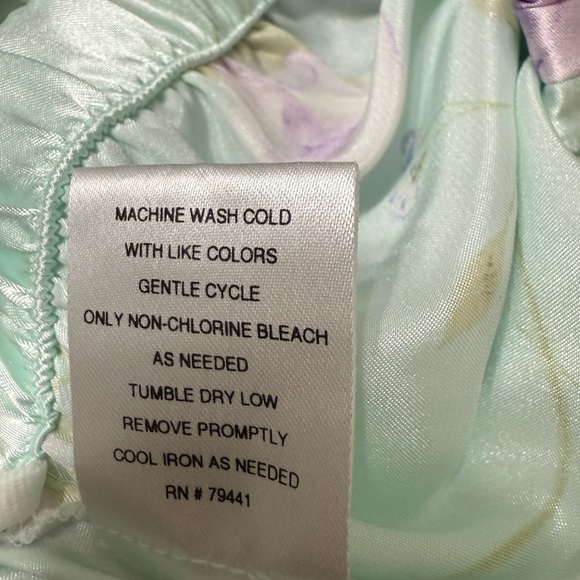 MACHINE WASH COLD
WITH LIKE COLORS
GENTLE CYCLE
ONLY NON-CHLORINE BLEACH
AS NEEDED
TUMBLE DRY LOW
REMOVE PROMPTLY
COOL IRON AS NEEDED
RN # 79441